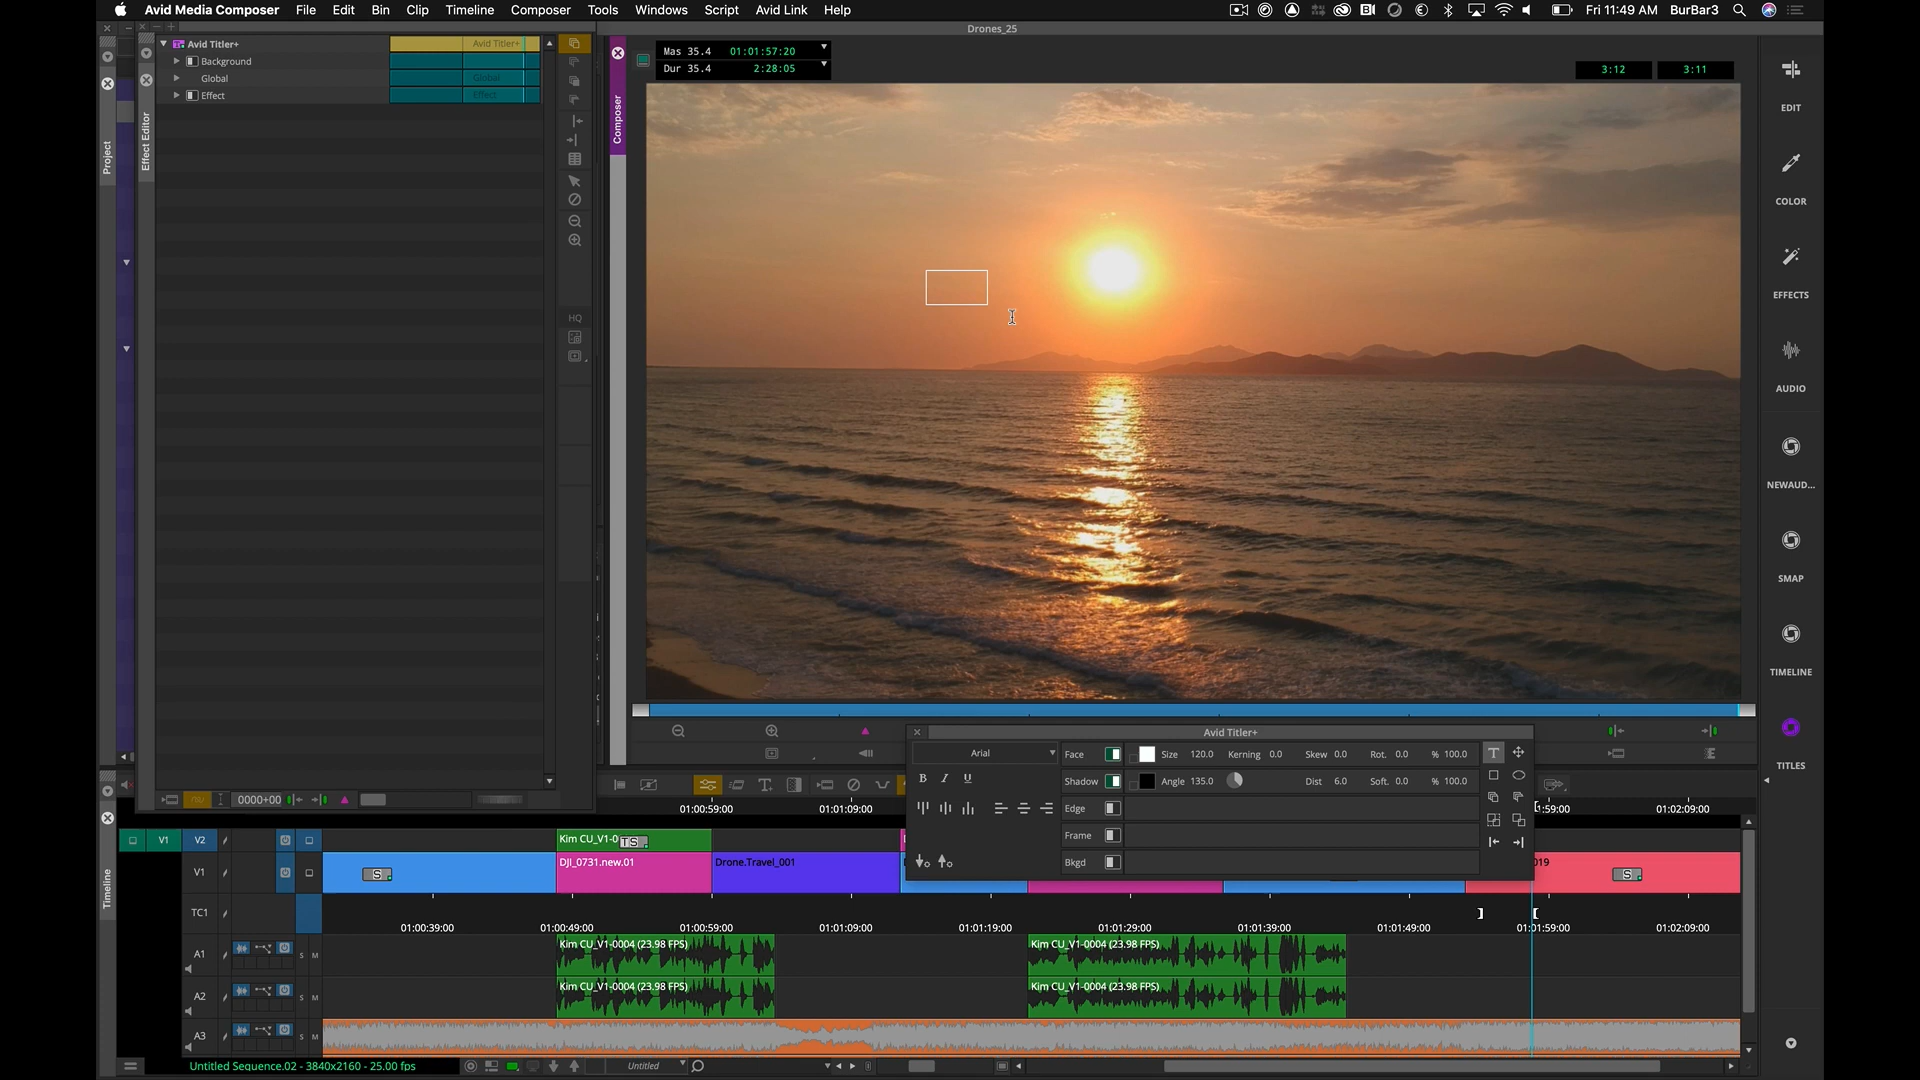 Avid Media Composer File Edit Bin Clip Timeline Composer Tools Windows Script Avid Link Help
Fri 11:49 AM BurBar3
Drones_25
Avid Titler+ Avid Titler+
Background
Global Global
Effect Effect
Project
Effect Editor
Composer
Mas 35.4 01:01:57:20
Dur 35.4 2:28:05
3:12 3:11
HQ
EDIT
COLOR
EFFECTS
AUDIO
NEWAUD...
SMAP
TIMELINE
TITLES
0000+00
Avid Titler+
Arial Face Size 120.0 Kerning 0.0 Skew 0.0 Rot. 0.0 % 100.0
B I U Shadow Angle 135.0 Dist 6.0 Soft. 0.0 % 100.0
Edge
Frame
Bkgd
01:00:59:00 01:01:09:00 :59:00 01:02:09:00
V1 V2 Kim CU_V1-0 TS
V1 S DJI_0731.new.01 Drone.Travel_001 019 S
Timeline
TC1
01:00:39:00 01:00:49:00 01:00:59:00 01:01:09:00 01:01:19:00 01:01:29:00 01:01:39:00 01:01:49:00 01:01:59:00 01:02:09:00
A1 S M Kim CU_V1-0004 (23.98 FPS) Kim CU_V1-0004 (23.98 FPS)
A2 S M Kim CU_V1-0004 (23.98 FPS) Kim CU_V1-0004 (23.98 FPS)
A3 S M
Untitled Sequence.02 - 3840x2160 - 25.00 fps Untitled